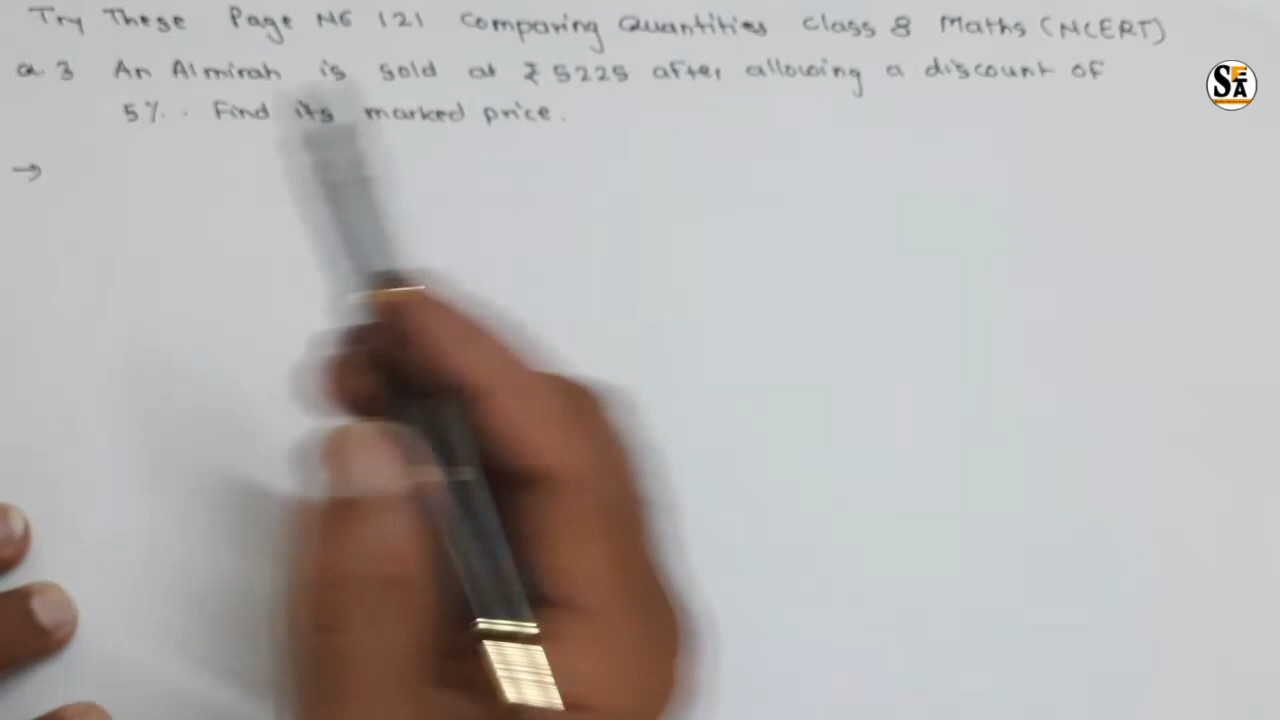 Try These Page No 121 Comparing Quantities Class 8 Maths (NCERT)
Q.3 An Almirah is sold at ₹5225 after allowing a discount of
5%. Find its marked price.
→
SFEA